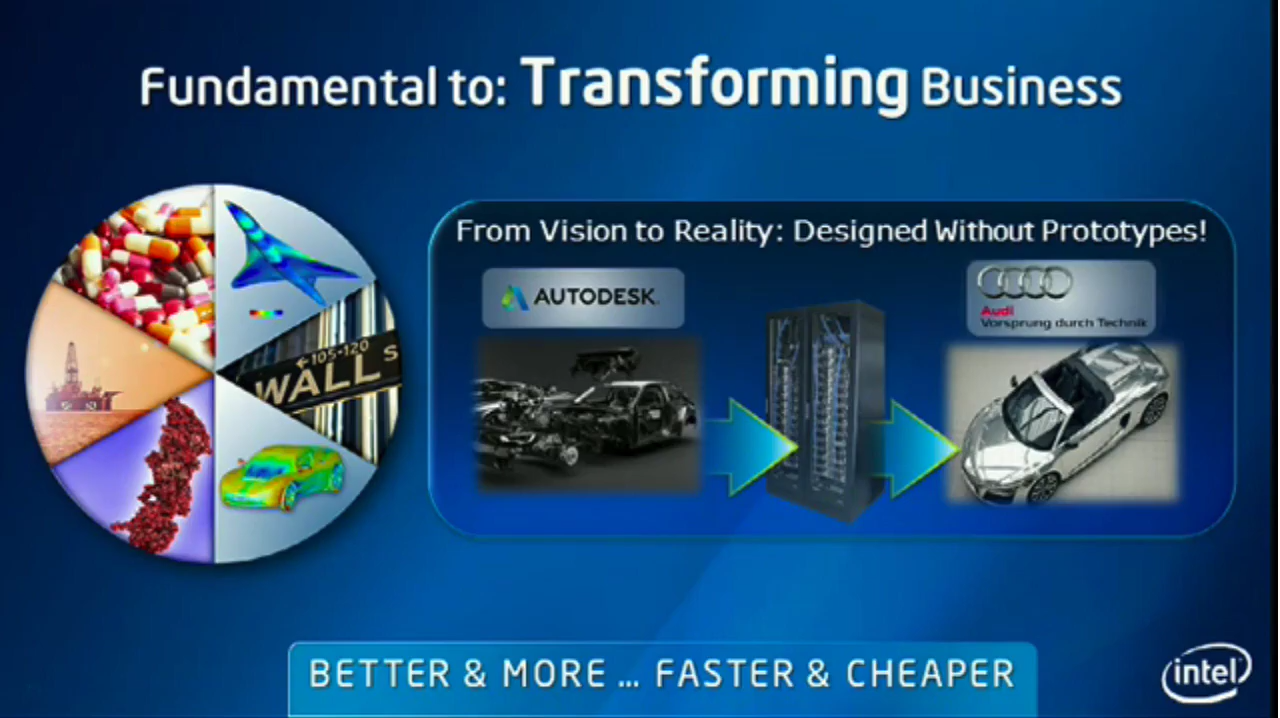 Fundamental to: Transforming Business
From Vision to Reality: Designed Without Prototypes!
AUTODESK.
Audi
Vorsprung durch Technik
←105-120
WALL S
BETTER & MORE ... FASTER & CHEAPER
intel